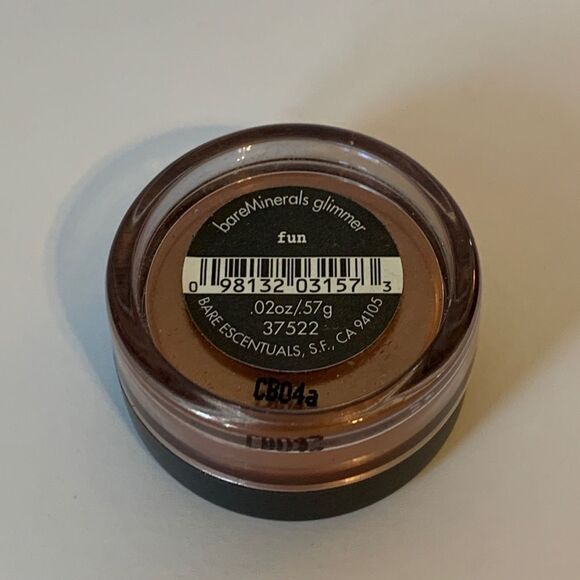 bareMinerals glimmer
fun
0 98132 03157 3
.02oz/.57g
37522
BARE ESCENTUALS, S.F., CA 94105
CB04a